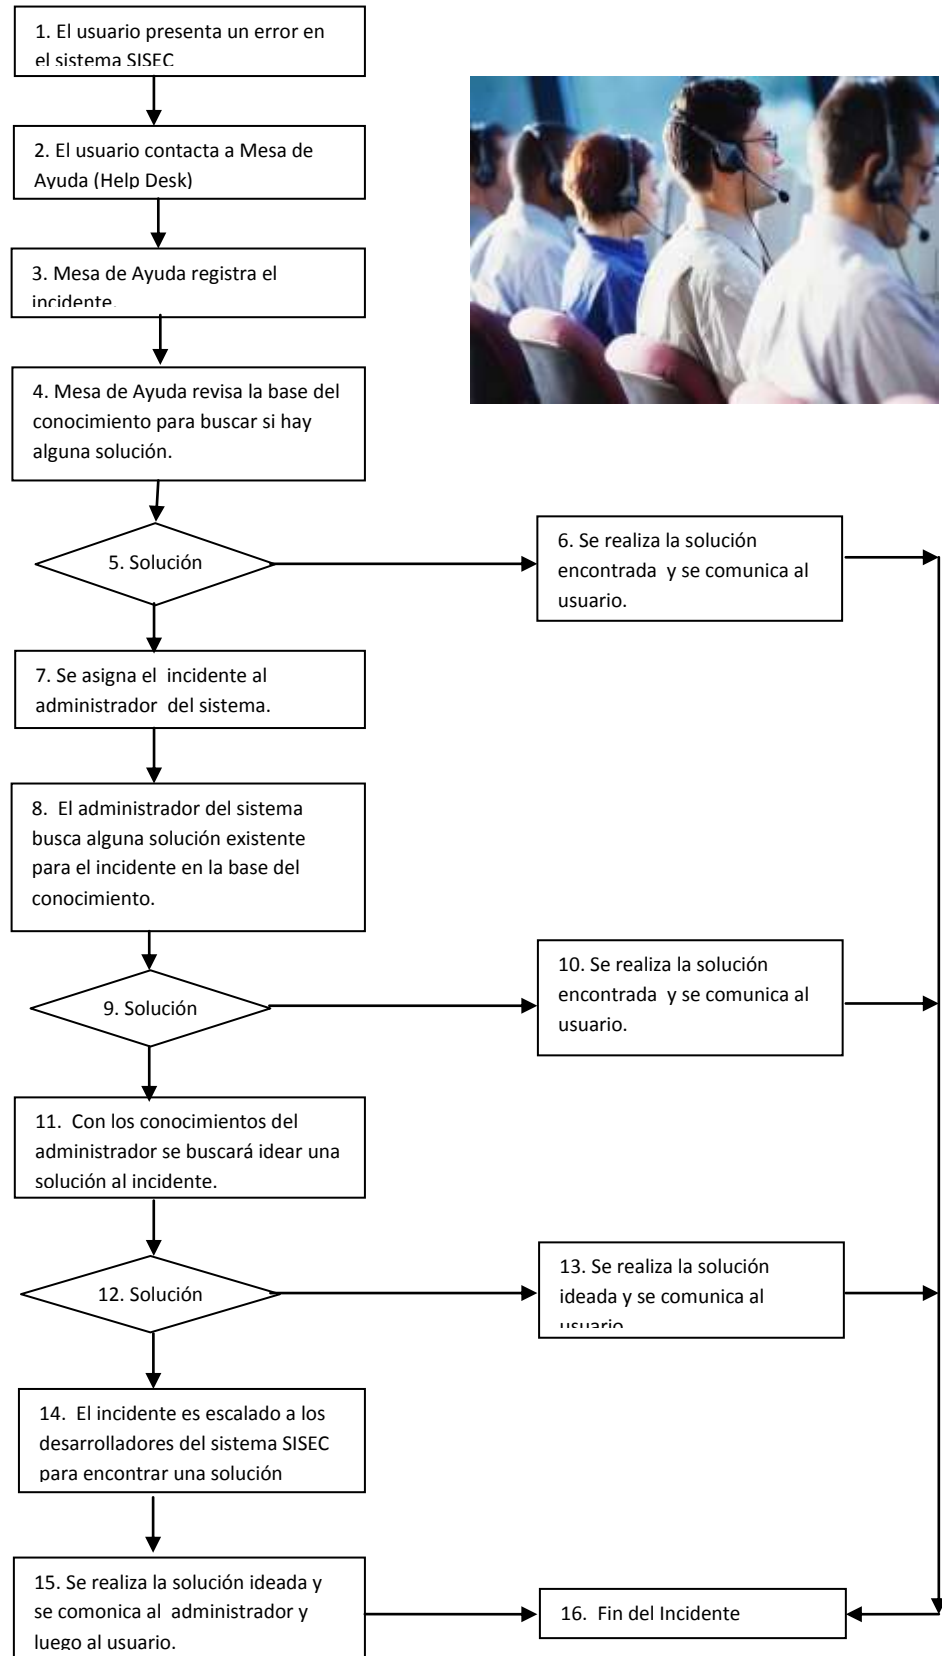 1. El usuario presenta un error en
el sistema SISEC
2. El usuario contacta a Mesa de
Ayuda (Help Desk)
3. Mesa de Ayuda registra el
incidente.
4. Mesa de Ayuda revisa la base del
conocimiento para buscar si hay
alguna solución.
5. Solución
6. Se realiza la solución
encontrada y se comunica al
usuario.
7. Se asigna el incidente al
administrador del sistema.
8. El administrador del sistema
busca alguna solución existente
para el incidente en la base del
conocimiento.
9. Solución
10. Se realiza la solución
encontrada y se comunica al
usuario.
11. Con los conocimientos del
administrador se buscará idear una
solución al incidente.
12. Solución
13. Se realiza la solución
ideada y se comunica al
usuario
14. El incidente es escalado a los
desarrolladores del sistema SISEC
para encontrar una solución
15. Se realiza la solución ideada y
se comonica al administrador y
luego al usuario.
16. Fin del Incidente